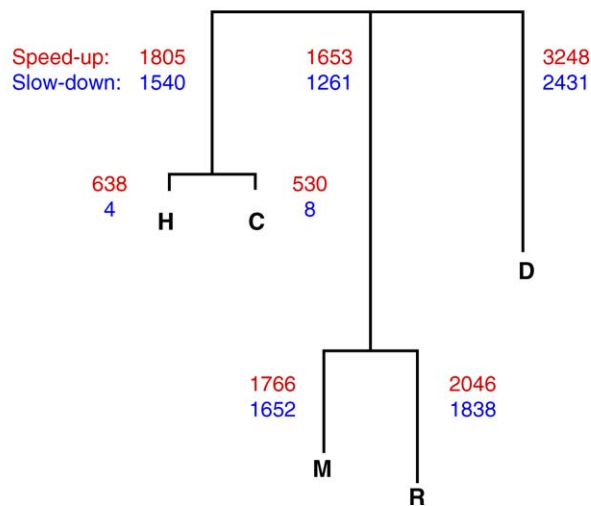 Speed-up: 1805 1653 3248
Slow-down: 1540 1261 2431
638 530
4 8
H C
D
1766 2046
1652 1838
M
R